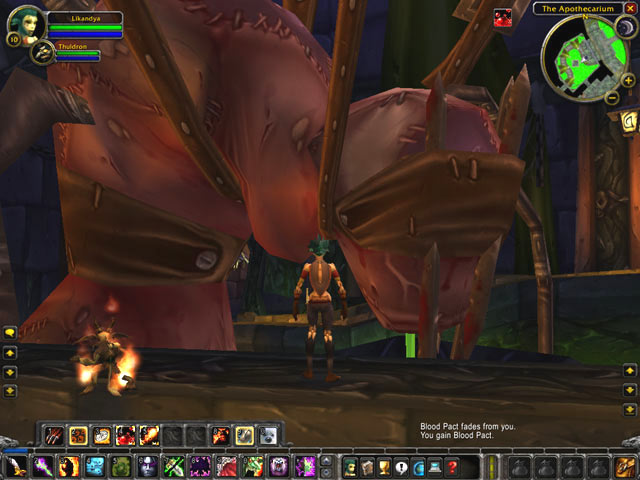 Likandya
10
Thuldron
The Apothecarium
N
Blood Pact fades from you.
You gain Blood Pact.